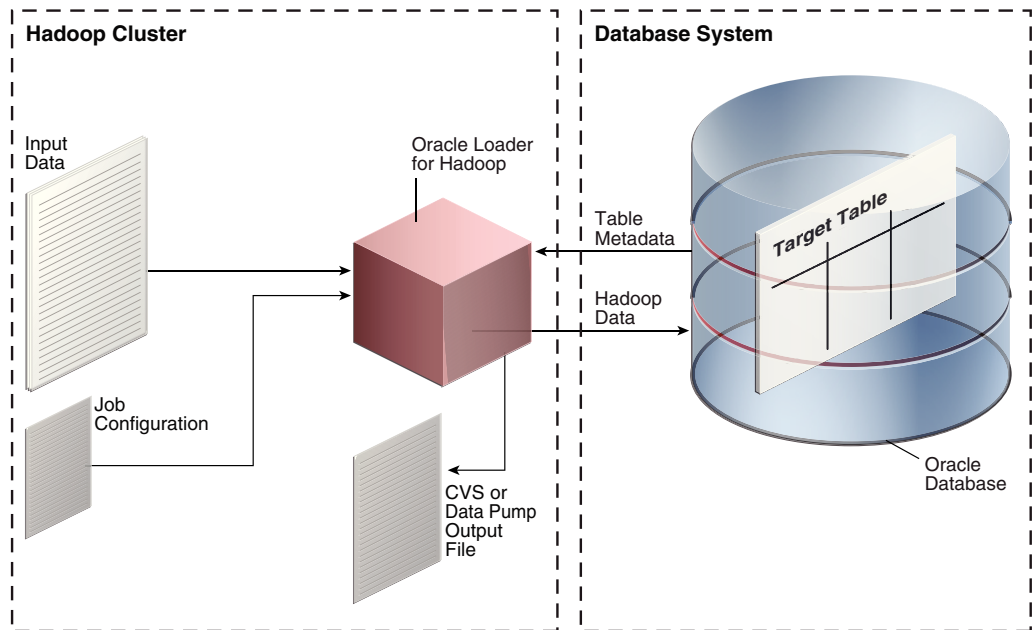 Hadoop Cluster
Database System
Input
Data
Oracle Loader
for Hadoop
Table
Metadata
Target Table
Hadoop
Data
Job
Configuration
CVS or
Data Pump
Output
File
Oracle
Database